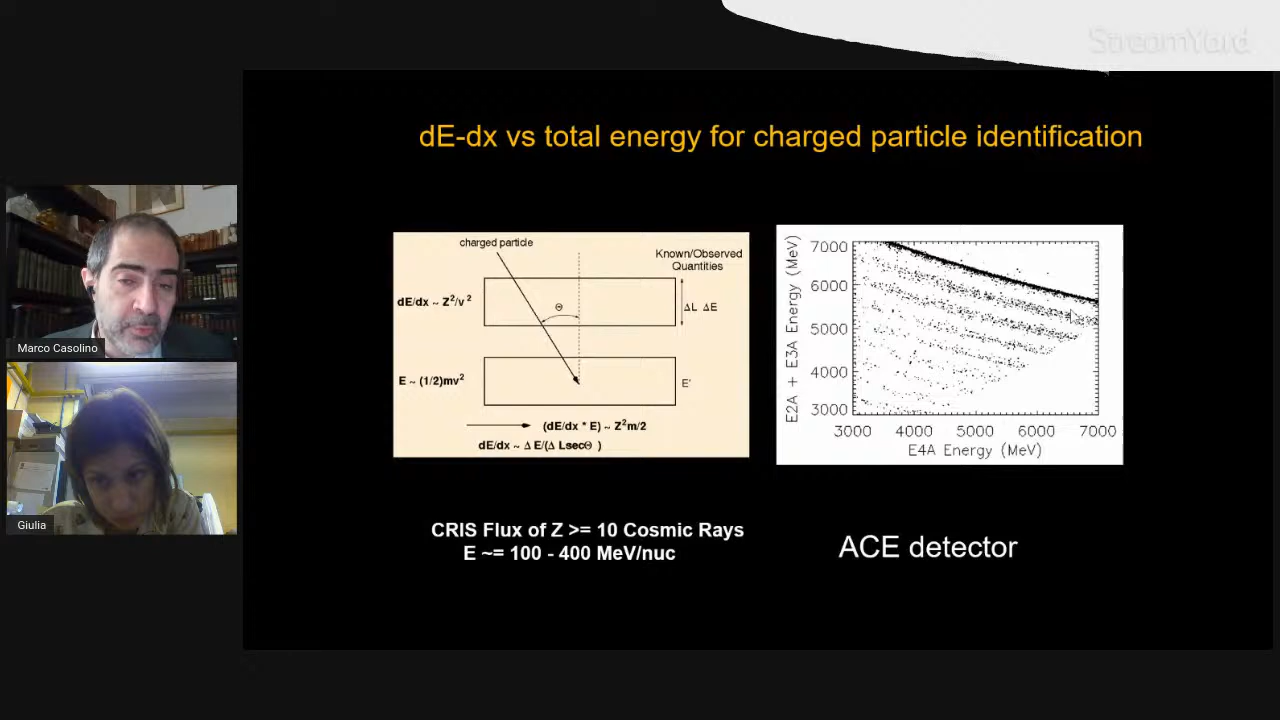 StreamYard
dE-dx vs total energy for charged particle identification
charged particle
Known/Observed
Quantities
dE/dx ~ Z²/v²
Θ
ΔL ΔE
E ~ (1/2)mv²
E'
(dE/dx * E) ~ Z²m/2
dE/dx ~ Δ E/(Δ LsecΘ )
E2A + E3A Energy (MeV)
7000
6000
5000
4000
3000
3000 4000 5000 6000 7000
E4A Energy (MeV)
Marco Casolino
Giulia
CRIS Flux of Z >= 10 Cosmic Rays
E ~= 100 - 400 MeV/nuc
ACE detector